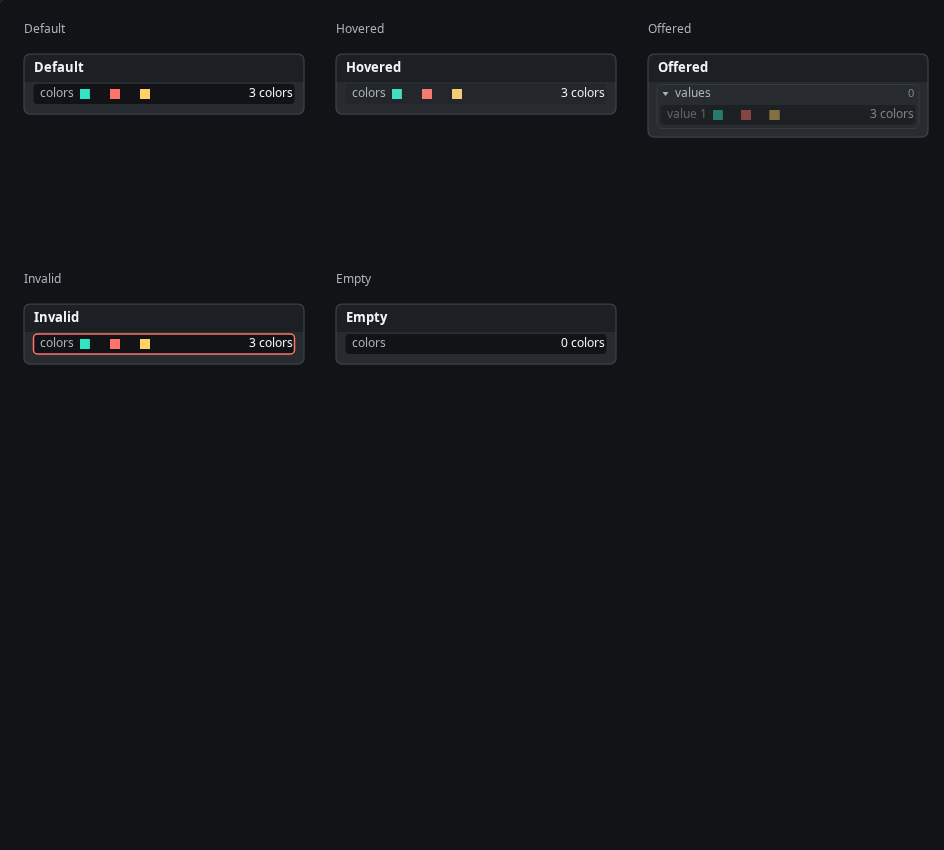 Default
Hovered
Offered
Default
Hovered
Offered
colors 3 colors
colors 3 colors
values 0
value 1 3 colors
Invalid
Empty
Invalid
Empty
colors 3 colors
colors 0 colors